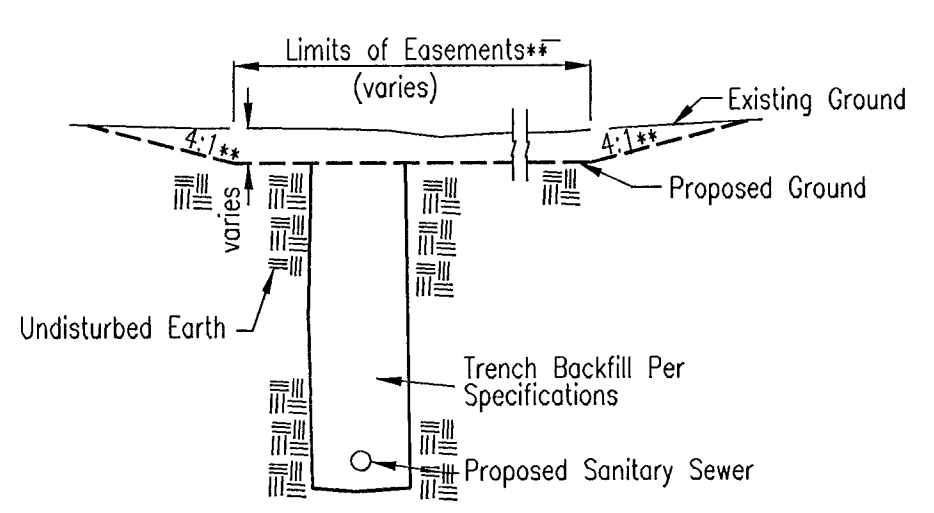 Limits of Easements**
(varies)
Existing Ground
4:1**
4:1**
Proposed Ground
varies
Undisturbed Earth
Trench Backfill Per
Specifications
Proposed Sanitary Sewer